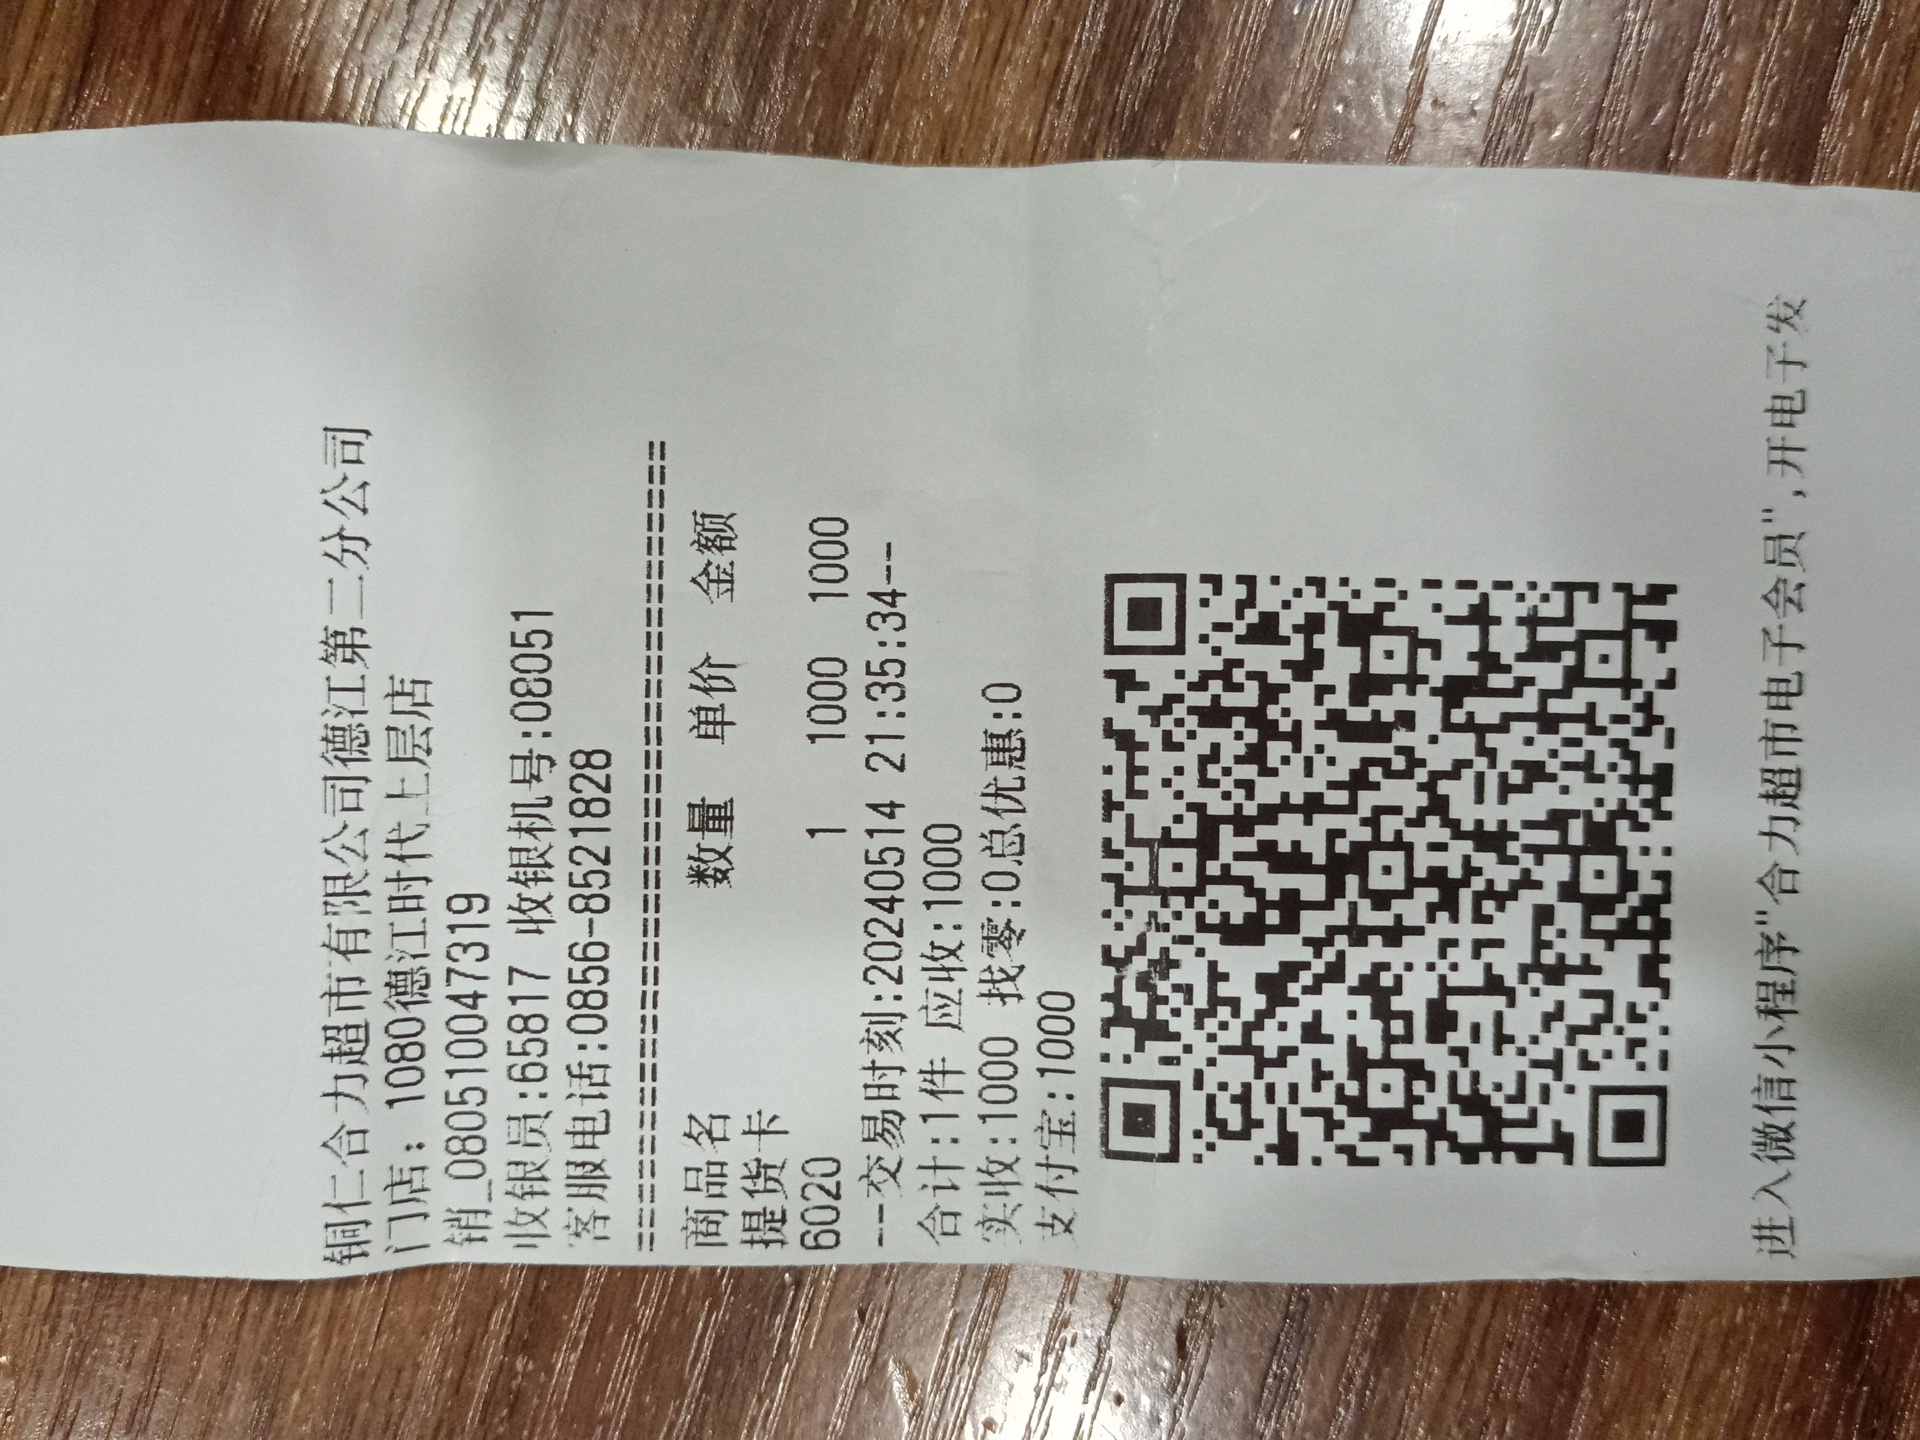 铜仁合力超市有限公司德江第二分公司
门店：1080德江时代上层店
销_080510047319
收银员:65817 收银机号:08051
客服电话:0856-8521828
==========================================
商品名 数量 单价 金额
提货卡
6020 1 1000 1000
--交易时刻:20240514 21:35:34--
合计:1件 应收:1000
实收:1000 找零:0总优惠:0
支付宝:1000
进入微信小程序"合力超市电子会员",开电子发